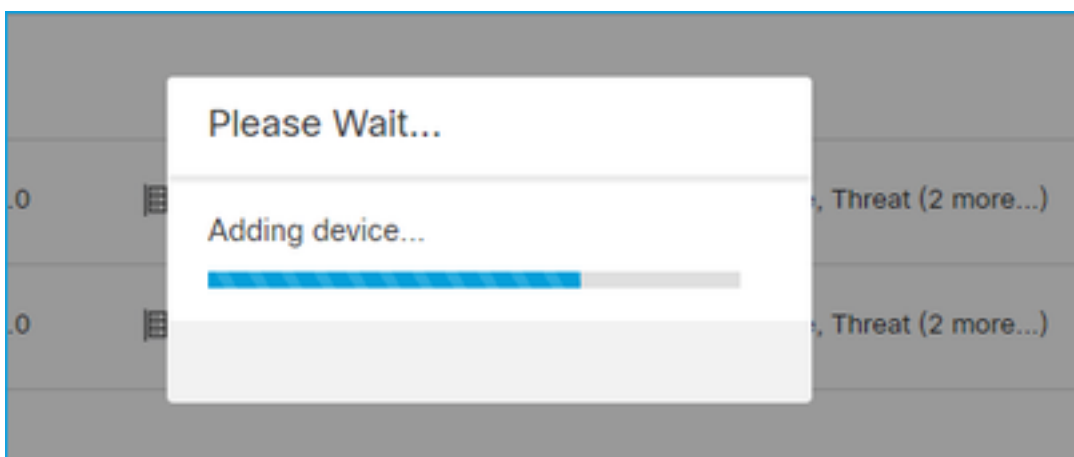 Please Wait...
.0
, Threat (2 more...)
Adding device...
.0
, Threat (2 more...)